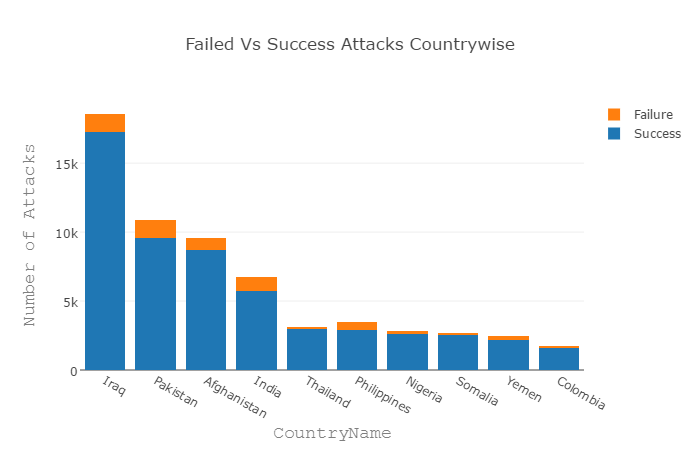 Failed Vs Success Attacks Countrywise
Failure
Success
Number of Attacks
15k
10k
5k
0
Iraq
Pakistan
Afghanistan
India
Thailand
Philippines
Nigeria
Somalia
Yemen
Colombia
CountryName